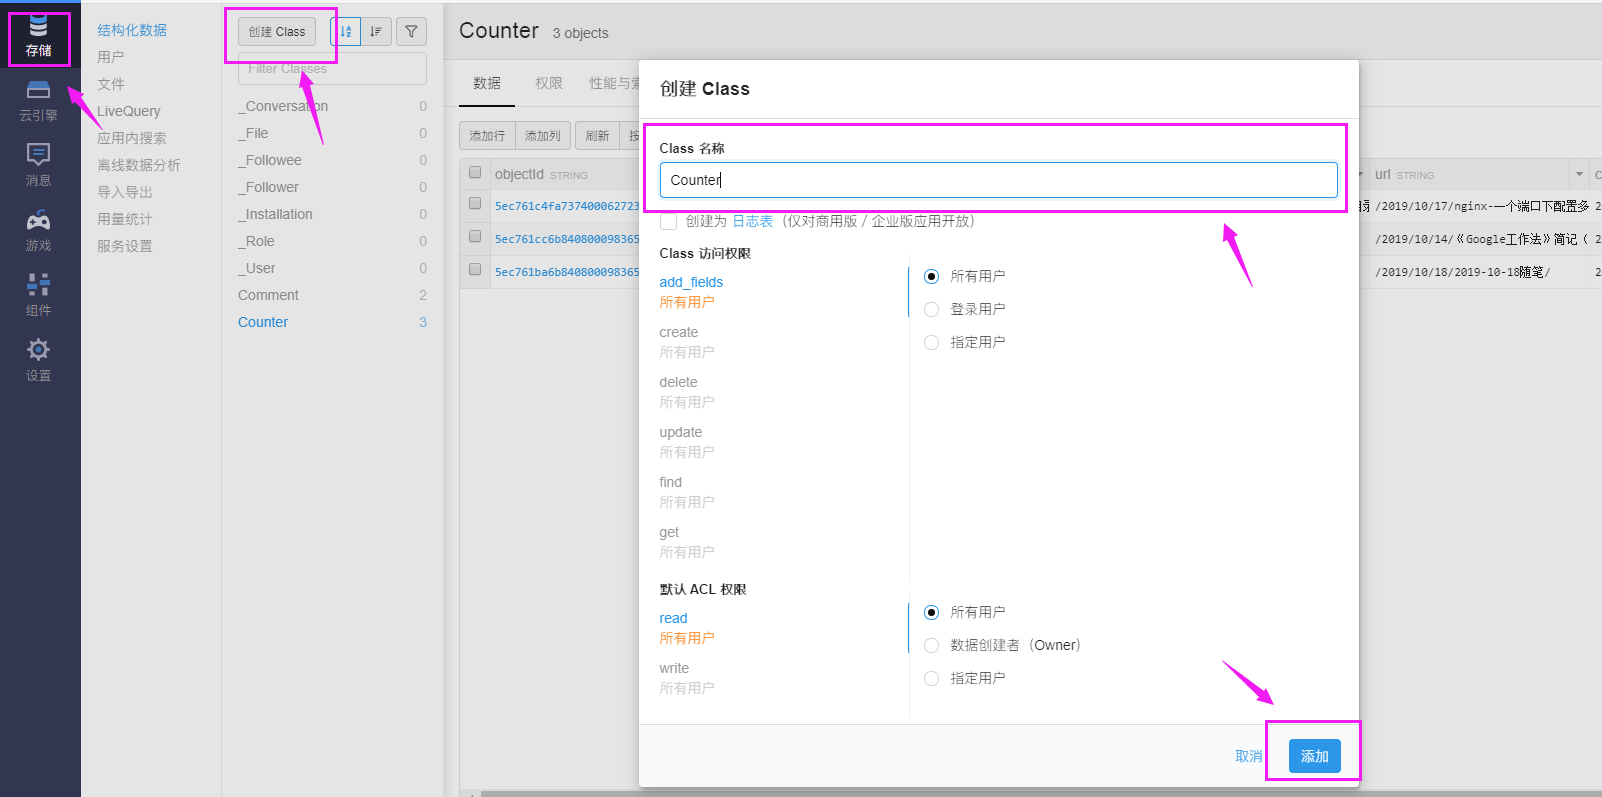 存储
云引擎
消息
游戏
组件
设置
结构化数据
用户
文件
LiveQuery
应用内搜索
离线数据分析
导入导出
用量统计
服务设置
创建 Class
Filter Classes
_Conversation 0
_File 0
_Followee 0
_Follower 0
_Installation 0
_Role 0
_User 0
Comment 2
Counter 3
Counter 3 objects
数据 权限 性能与索
添加行 添加列 刷新
objectId STRING
5ec761c4fa737400062723
5ec761cc6b840800098365
5ec761ba6b840800098365
url STRING
/2019/10/17/nginx-一个端口下配置多
/2019/10/14/《Google工作法》简记（
/2019/10/18/2019-10-18随笔/
创建 Class
Class 名称
Counter
创建为 日志表（仅对商用版 / 企业版应用开放）
Class 访问权限
add_fields
所有用户
create
所有用户
delete
所有用户
update
所有用户
find
所有用户
get
所有用户
所有用户
登录用户
指定用户
默认 ACL 权限
read
所有用户
write
所有用户
所有用户
数据创建者（Owner）
指定用户
取消 添加